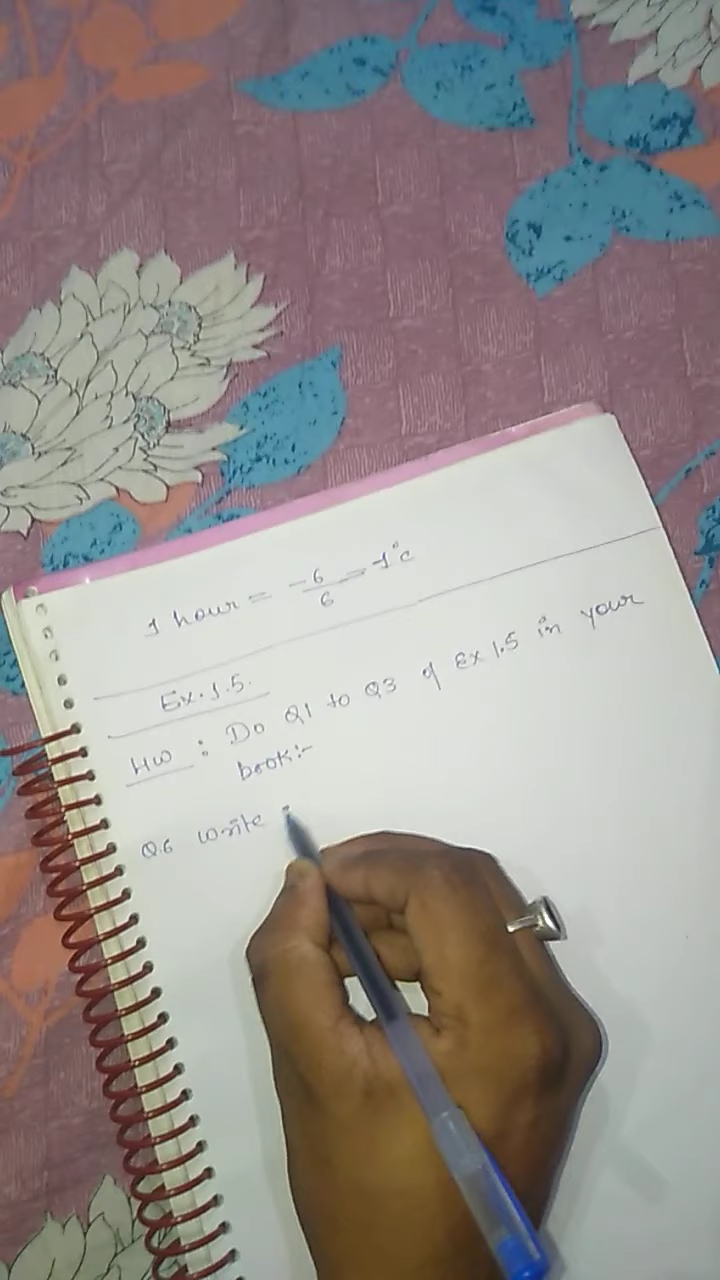 1 hour = -6/6 = -1°c
Ex. 1.5.
HW : Do Q1 to Q3 of Ex 1.5 in your
book:-
Q.6 Write